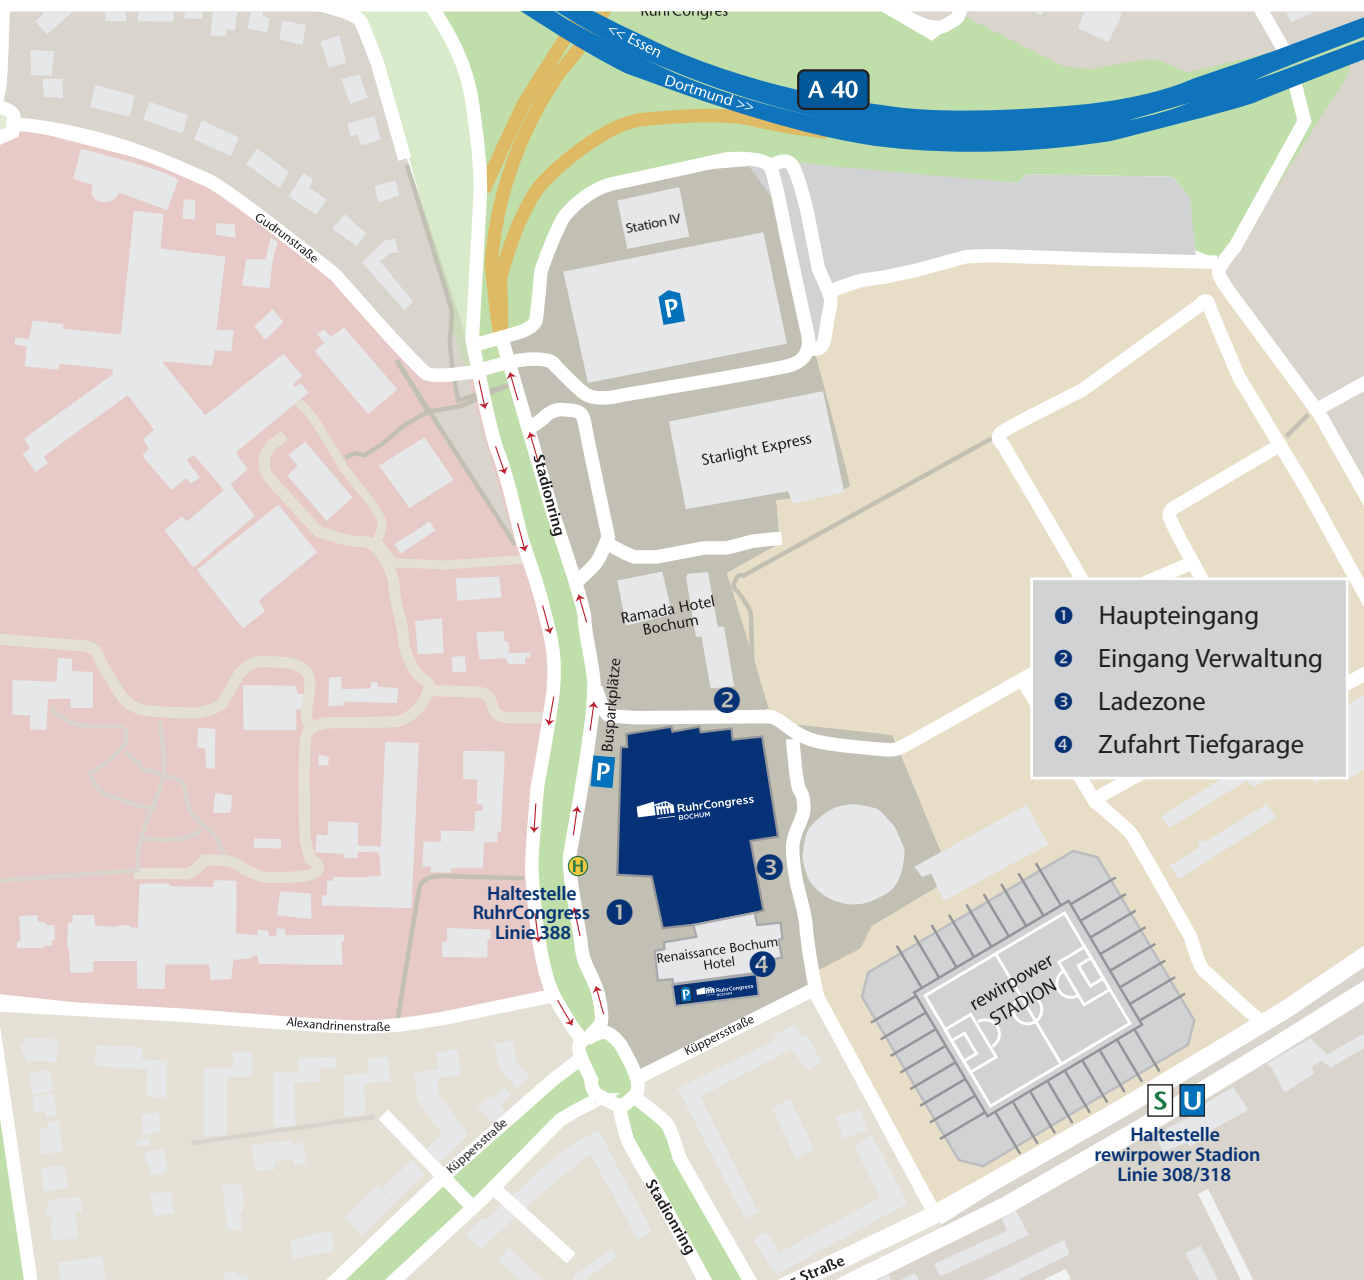 RuhrCongres
<< Essen
Dortmund >>
A 40
Gudrunstraße
Station IV
P
Starlight Express
Stadionring
Ramada Hotel
Bochum
Busparkplätze
P
2
RuhrCongress
BOCHUM
1 Haupteingang
2 Eingang Verwaltung
3 Ladezone
4 Zufahrt Tiefgarage
H
3
Haltestelle
RuhrCongress
Linie 388
1
Renaissance Bochum
Hotel
4
P RuhrCongress
BOCHUM
rewirpower
STADION
Alexandrinenstraße
Küppersstraße
Küppersstraße
S U
Haltestelle
rewirpower Stadion
Linie 308/318
Stadionring
Straße